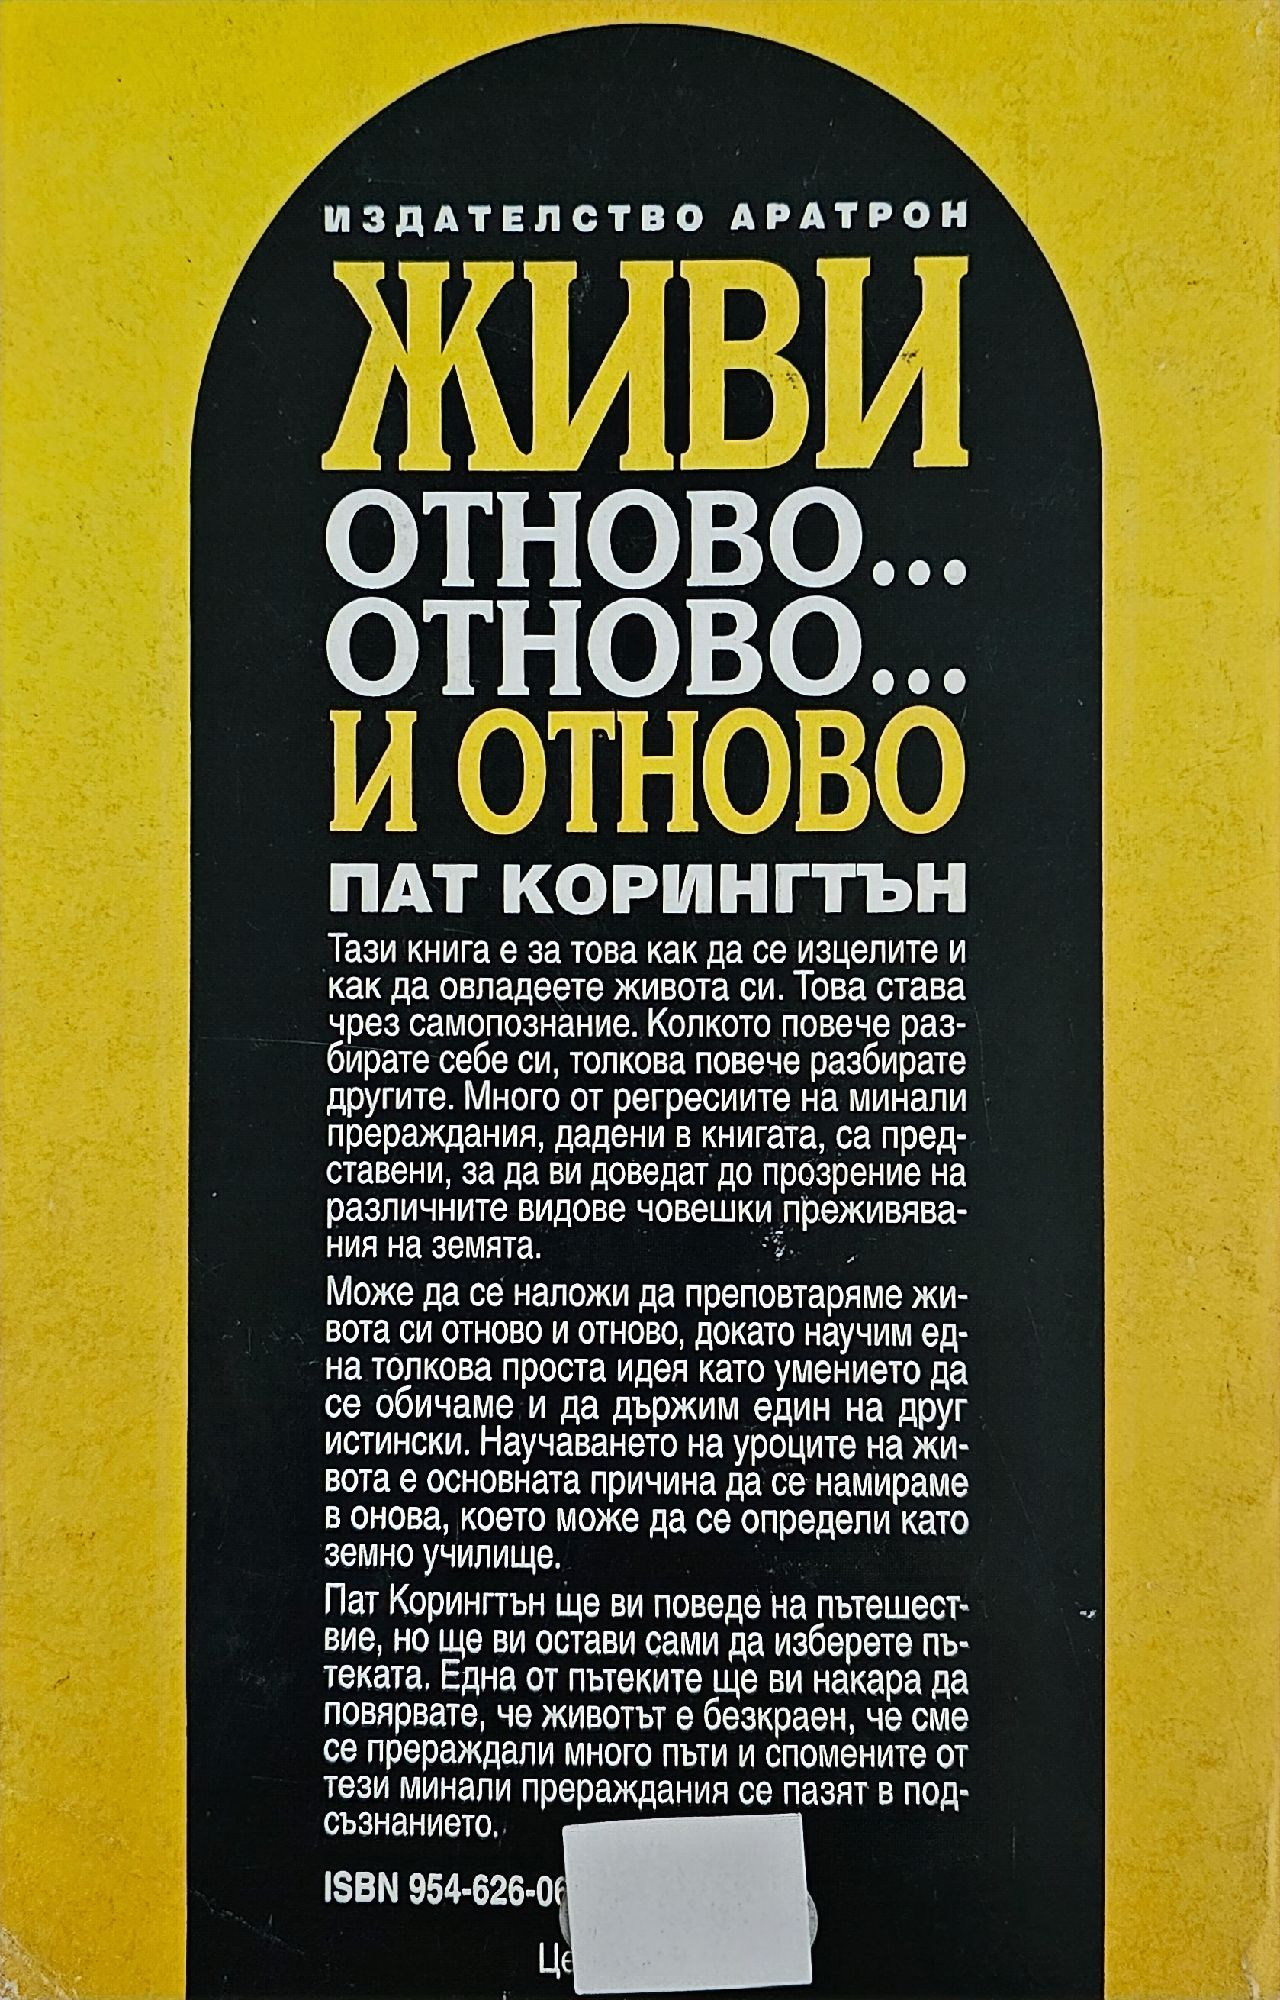 ИЗДАТЕЛСТВО АРАТРОН
ЖИВИ
ОТНОВО...
ОТНОВО...
И ОТНОВО
ПАТ КОРИНГТЪН
Тази книга е за това как да се изцелите и
как да овладеете живота си. Това става
чрез самопознание. Колкото повече раз-
бирате себе си, толкова повече разбирате
другите. Много от регресиите на минали
прераждания, дадени в книгата, са пред-
ставени, за да ви доведат до прозрение на
различните видове човешки преживява-
ния на земята.
Може да се наложи да преповтаряме жи-
вота си отново и отново, докато научим ед-
на толкова проста идея като умението да
се обичаме и да държим един на друг
истински. Научаването на уроците на жи-
вота е основната причина да се намираме
в онова, което може да се определи като
земно училище.
Пат Корингтън ще ви поведе на пътешест-
вие, но ще ви остави сами да изберете пъ-
теката. Една от пътеките ще ви накара да
повярвате, че животът е безкраен, че сме
се прераждали много пъти и спомените от
тези минали прераждания се пазят в под-
съзнанието.
ISBN 954-626-0